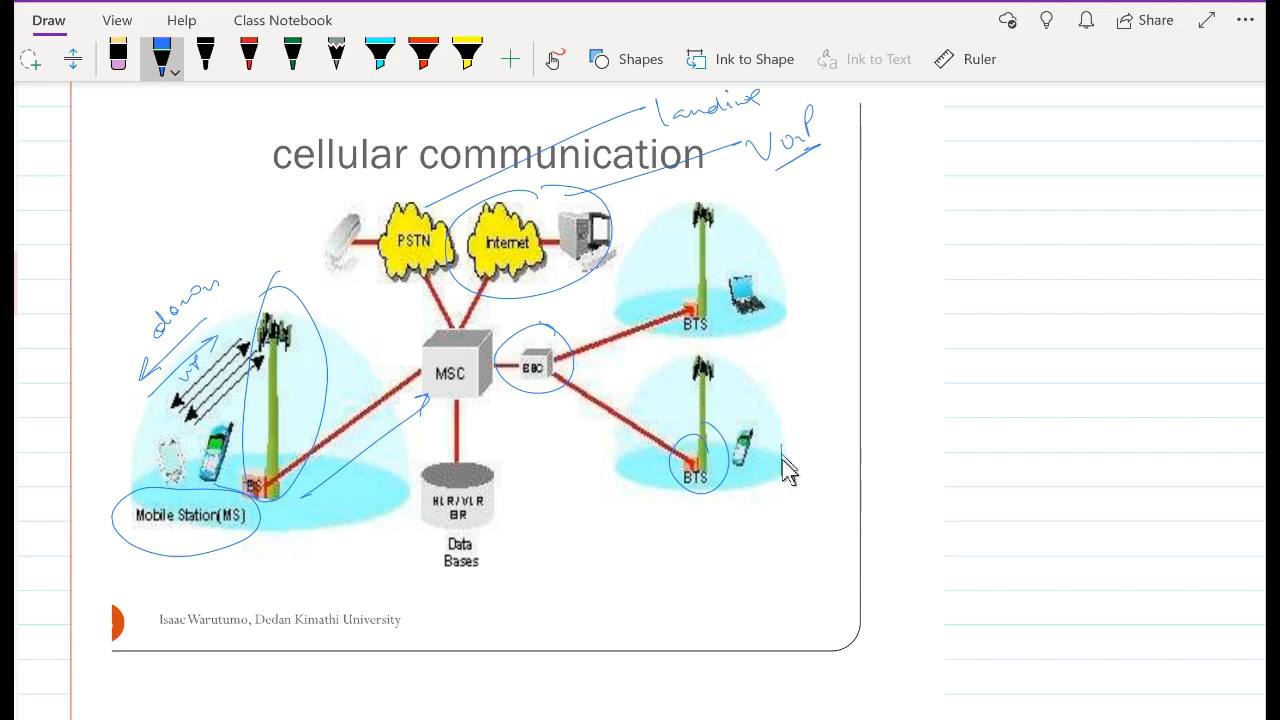 Draw View Help Class Notebook Share
Shapes Ink to Shape Ink to Text Ruler
landline
VoIP
cellular communication
PSTN Internet
down
up
BTS
MSC
BTS
BS
Mobile Station(MS)
HLR/VLR
EIR
Data
Bases
Isaac Warutumo, Dedan Kimathi University